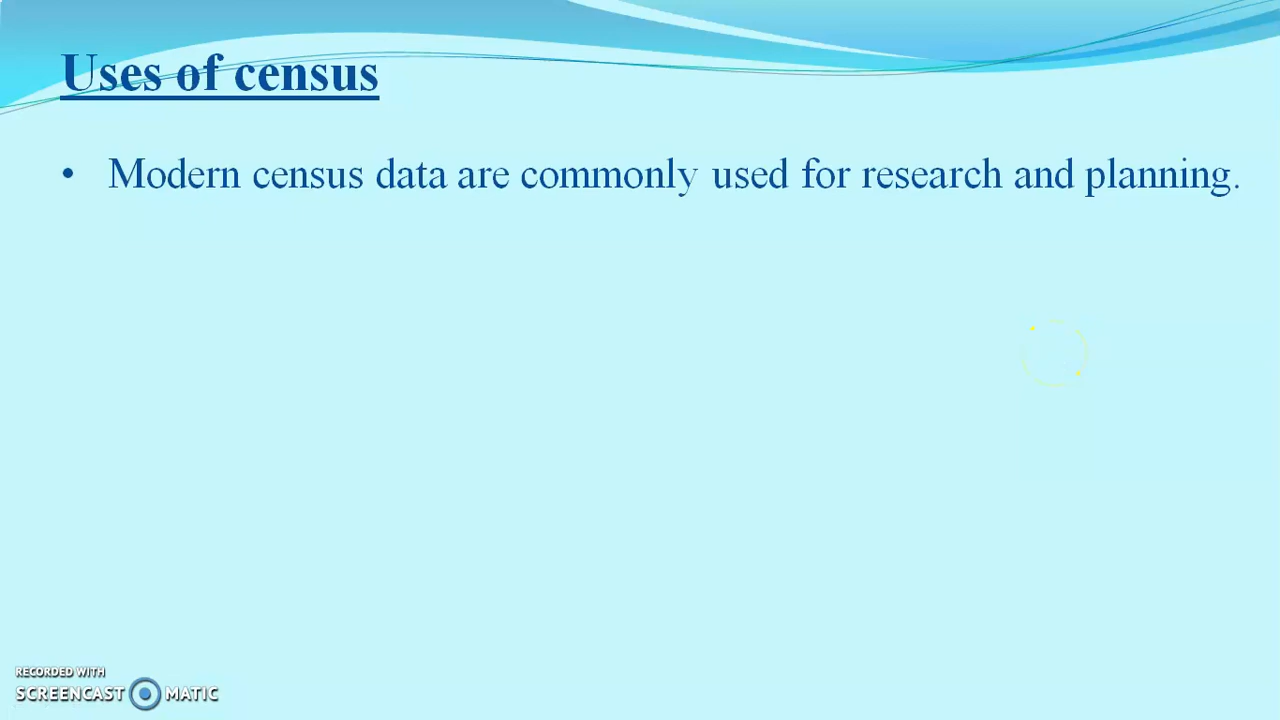 Uses of census
• Modern census data are commonly used for research and planning.
RECORDED WITH
SCREENCAST MATIC